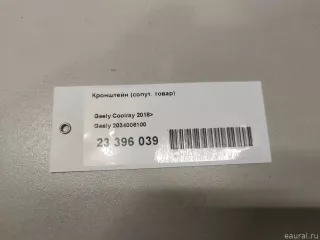 Кронштейн (сопут. товар)
Geely Coolray 2018>
Geely 2034006100
23 396 039
eaural.ru